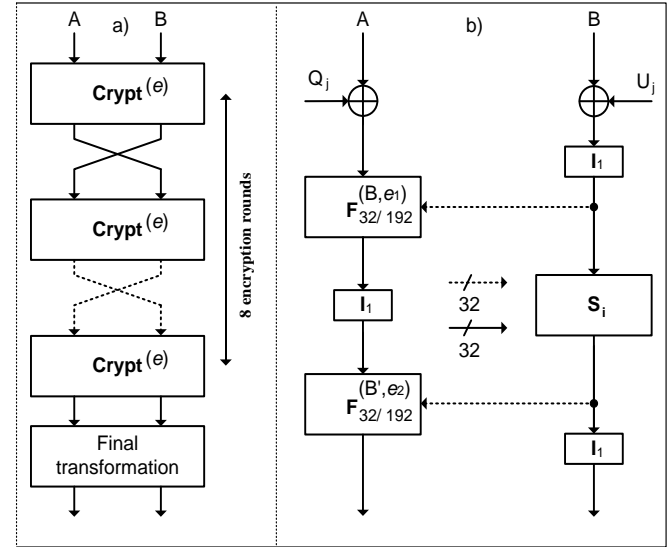 A a) B
Crypt(e)
Crypt(e)
Crypt(e)
Final
transformation
8 encryption rounds
A b) B
Qj
Uj
I1
F(B,e1)32/ 192
I1
32
32
Si
F(B',e2)32/ 192
I1